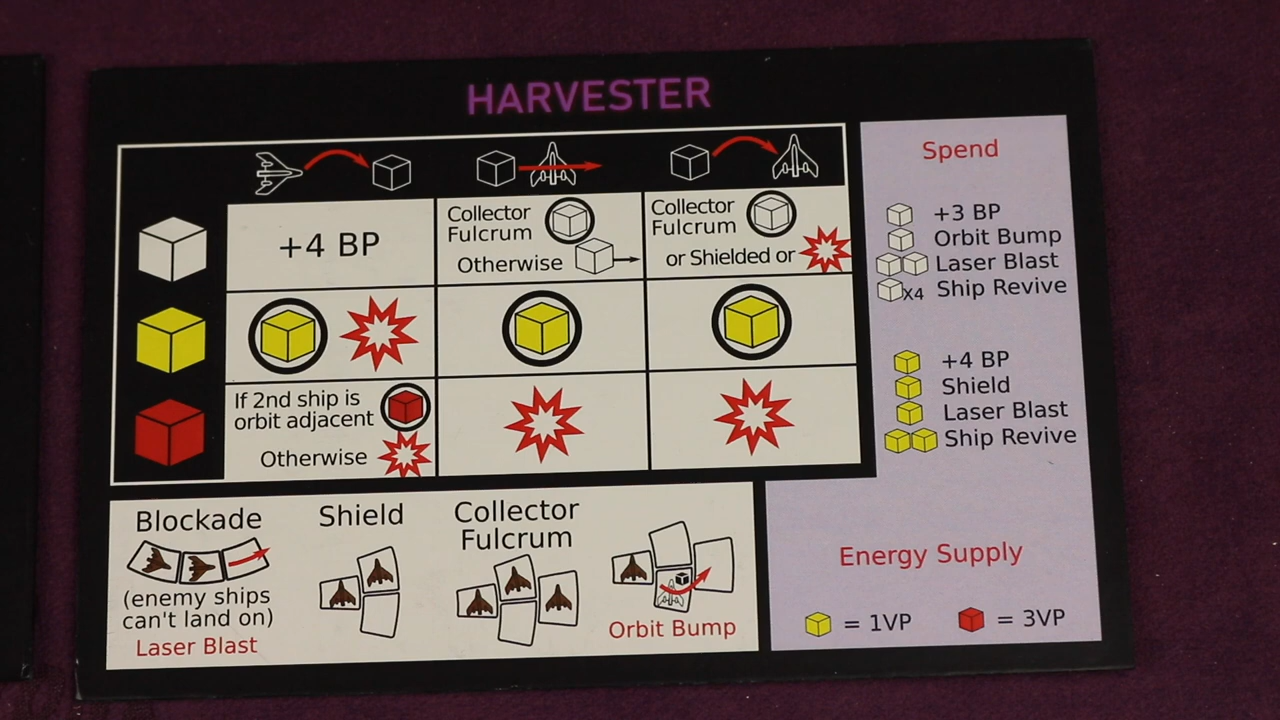 HARVESTER
+4 BP
Collector
Fulcrum
Otherwise
Collector
Fulcrum
or Shielded or
If 2nd ship is
orbit adjacent
Otherwise
Spend
+3 BP
Orbit Bump
Laser Blast
X4 Ship Revive
+4 BP
Shield
Laser Blast
Ship Revive
Blockade
(enemy ships
can't land on)
Laser Blast
Shield
Collector
Fulcrum
Orbit Bump
Energy Supply
= 1VP
= 3VP